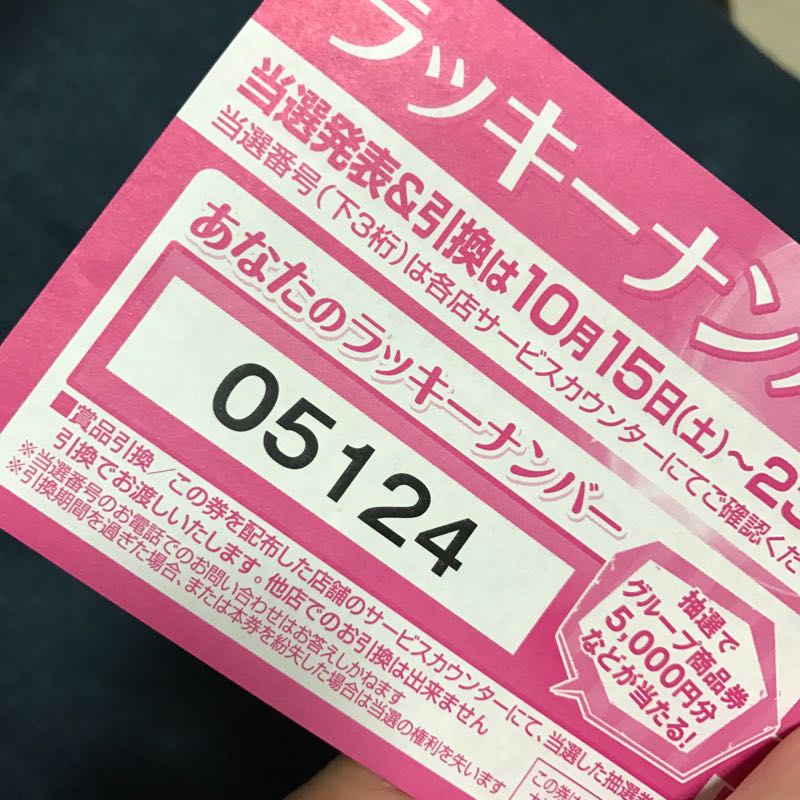 ラッキーナン
当選発表&引換は10月15日(土)～23
当選番号(下3桁)は各店サービスカウンターにてご確認くだ
あなたのラッキーナンバー
05124
■賞品引換/この券を配布した店舗のサービスカウンターにて、当選した抽選券
引換でお渡しいたします。他店でのお引換は出来ません
※当選番号のお電話でのお問い合わせはお答えしかねます
※引換期間を過ぎた場合、または本券を紛失した場合は当選の権利を失います
抽選で
グループ商品券
5,000円分
などが当たる!
この券は